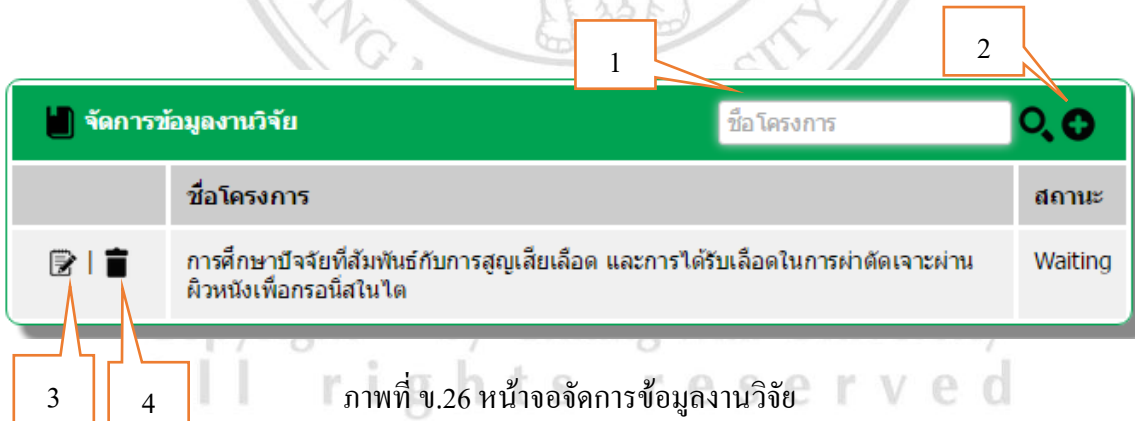 ING MAI UNIVERSITY
1
2
จัดการข้อมูลงานวิจัย
ชื่อโครงการ
ชื่อโครงการ
สถานะ
|
การศึกษาปัจจัยที่สัมพันธ์กับการสูญเสียเลือด และการได้รับเลือดในการผ่าตัดเจาะผ่าน
Waiting
ผิวหนังเพื่อกรอนิ่สในไต
3
4
ll rights reserved
ภาพที่ ข.26 หน้าจอจัดการข้อมูลงานวิจัย